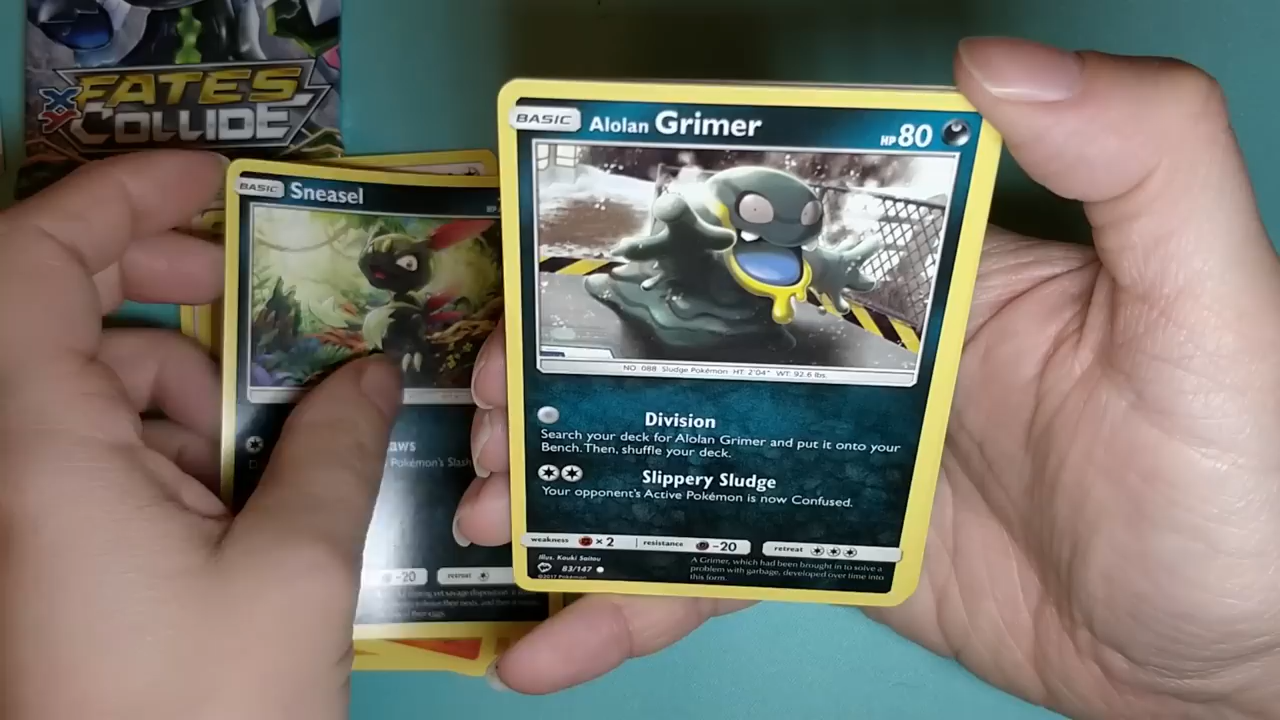 XY
FATES
COLLIDE
BASIC Sneasel
Pokémon's Slash
-20 retreat
BASIC Alolan Grimer HP 80
NO. 088 Sludge Pokémon HT: 2'04" WT: 92.6 lbs.
Division
Search your deck for Alolan Grimer and put it onto your
Bench. Then, shuffle your deck.
Slippery Sludge
Your opponent's Active Pokémon is now Confused.
weakness ×2 resistance -20 retreat
Illus. Kouki Saitou
83/147
©2017 Pokémon
A Grimer, which had been brought in to solve a
problem with garbage, developed over time into
this form.